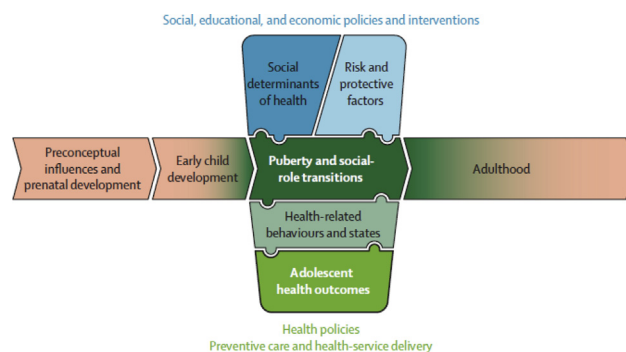 Social, educational, and economic policies and interventions
Social
determinants
of health
Risk and
protective
factors
Preconceptual
influences and
prenatal development
Early child
development
Puberty and social-
role transitions
Adulthood
Health-related
behaviours and states
Adolescent
health outcomes
Health policies
Preventive care and health-service delivery